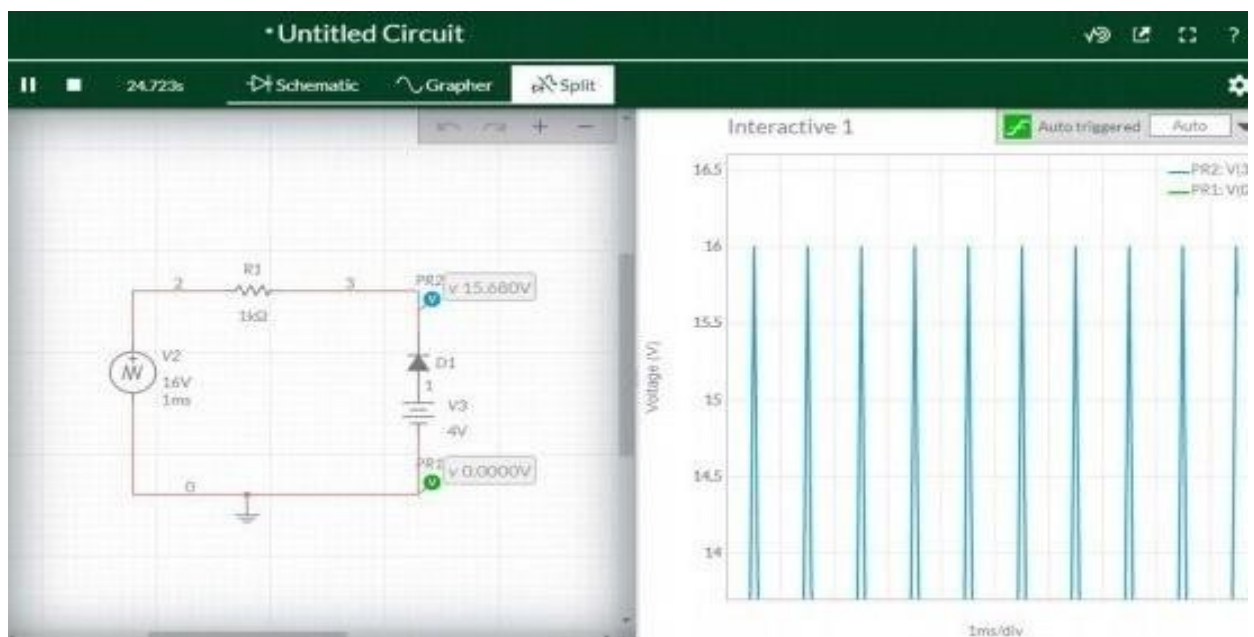 Untitled Circuit
?
24.723s
Schematic
Grapher
Split
Interactive 1
Auto triggered
Auto
16.5
16
15.5
15
14.5
14
Voltage (V)
1ms/div
PR2: V(3
PR1: V(0
R1
2
3
1kΩ
PR2
V
v 15.680V
V2
16V
1ms
D1
1
V3
4V
PR1
V
v 0.0000V
0